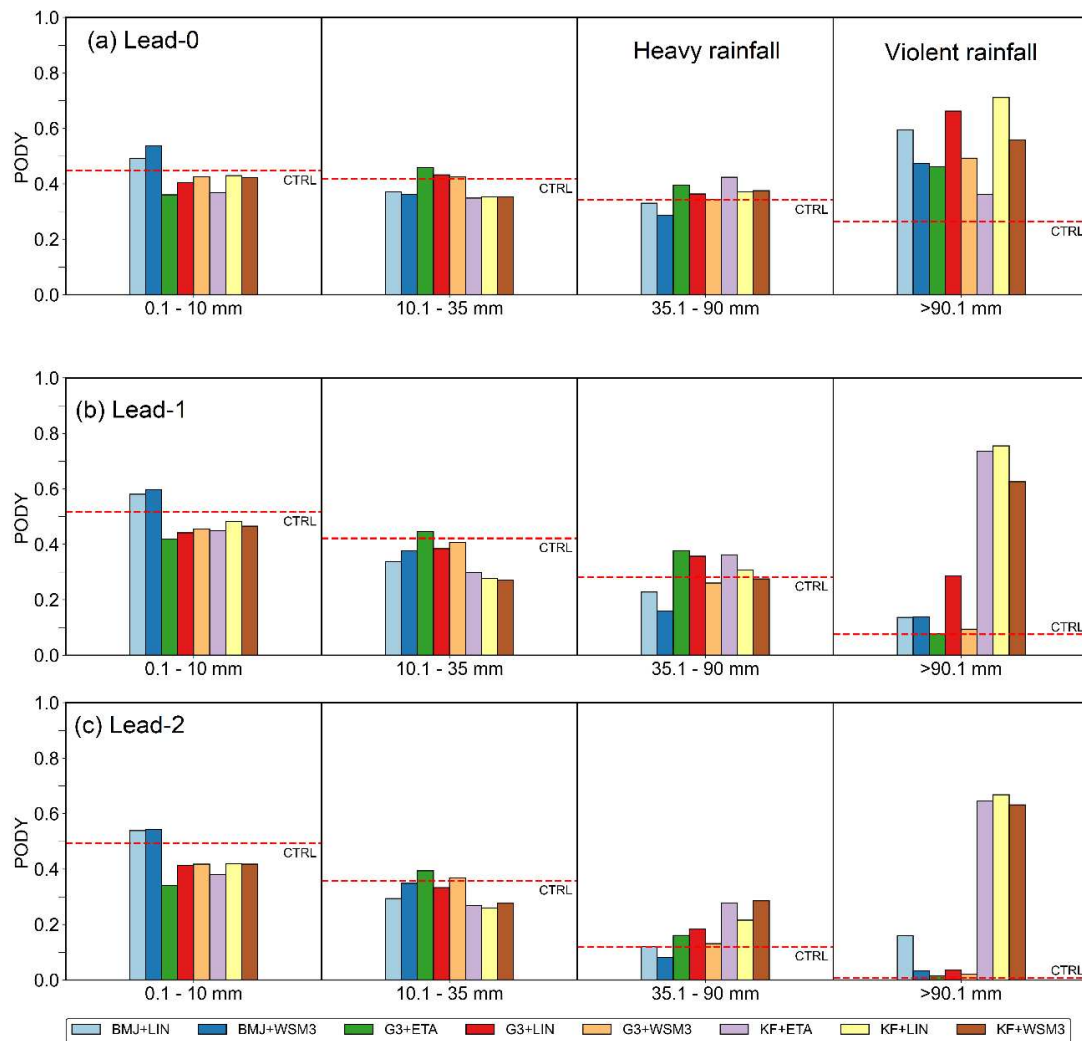 (a) Lead-0
Heavy rainfall
Violent rainfall
PODY
1.0
0.8
0.6
0.4
0.2
0.0
CTRL
CTRL
CTRL
CTRL
0.1 - 10 mm
10.1 - 35 mm
35.1 - 90 mm
>90.1 mm
(b) Lead-1
PODY
1.0
0.8
0.6
0.4
0.2
0.0
CTRL
CTRL
CTRL
CTRL
0.1 - 10 mm
10.1 - 35 mm
35.1 - 90 mm
>90.1 mm
(c) Lead-2
PODY
1.0
0.8
0.6
0.4
0.2
0.0
CTRL
CTRL
CTRL
CTRL
0.1 - 10 mm
10.1 - 35 mm
35.1 - 90 mm
>90.1 mm
BMJ+LIN BMJ+WSM3 G3+ETA G3+LIN G3+WSM3 KF+ETA KF+LIN KF+WSM3